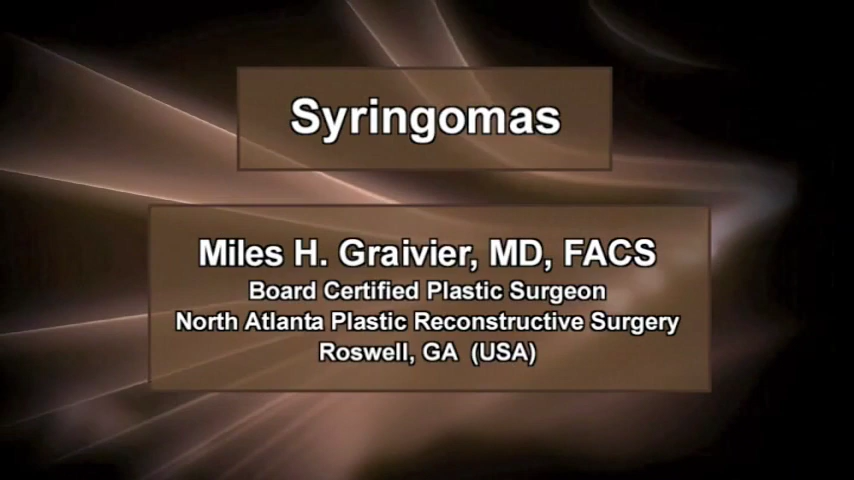 Syringomas
Miles H. Graivier, MD, FACS
Board Certified Plastic Surgeon
North Atlanta Plastic Reconstructive Surgery
Roswell, GA (USA)